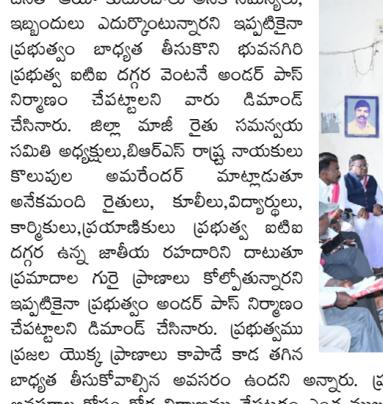 ఇబ్బందులు ఎదుర్కొంటున్నారని ఇప్పటికైనా
ప్రభుత్వం బాధ్యత తీసుకొని భువనగిరి
ప్రభుత్వ ఐటిఐ దగ్గర వెంటనే అండర్ పాస్
నిర్మాణం చేపట్టాలని వారు డిమాండ్
చేసినారు. జిల్లా మాజీ రైతు సమన్వయ
సమితి అధ్యక్షులు,బిఆర్ఎస్ రాష్ట్ర నాయకులు
కొలుపుల అమరేందర్ మాట్లాడుతూ
అనేకమంది రైతులు, కూలీలు,విద్యార్థులు,
కార్మికులు,ప్రయాణికులు ప్రభుత్వ ఐటిఐ
దగ్గర ఉన్న జాతీయ రహదారిని దాటుతూ
ప్రమాదాల గురై ప్రాణాలు కోల్పోతున్నారని
ఇప్పటికైనా ప్రభుత్వం అండర్ పాస్ నిర్మాణం
చేపట్టాలని డిమాండ్ చేసినారు. ప్రభుత్వము
ప్రజల యొక్క ప్రాణాలు కాపాడే కాడ తగిన
బాధ్యత తీసుకోవాల్సిన అవసరం ఉందని అన్నారు.